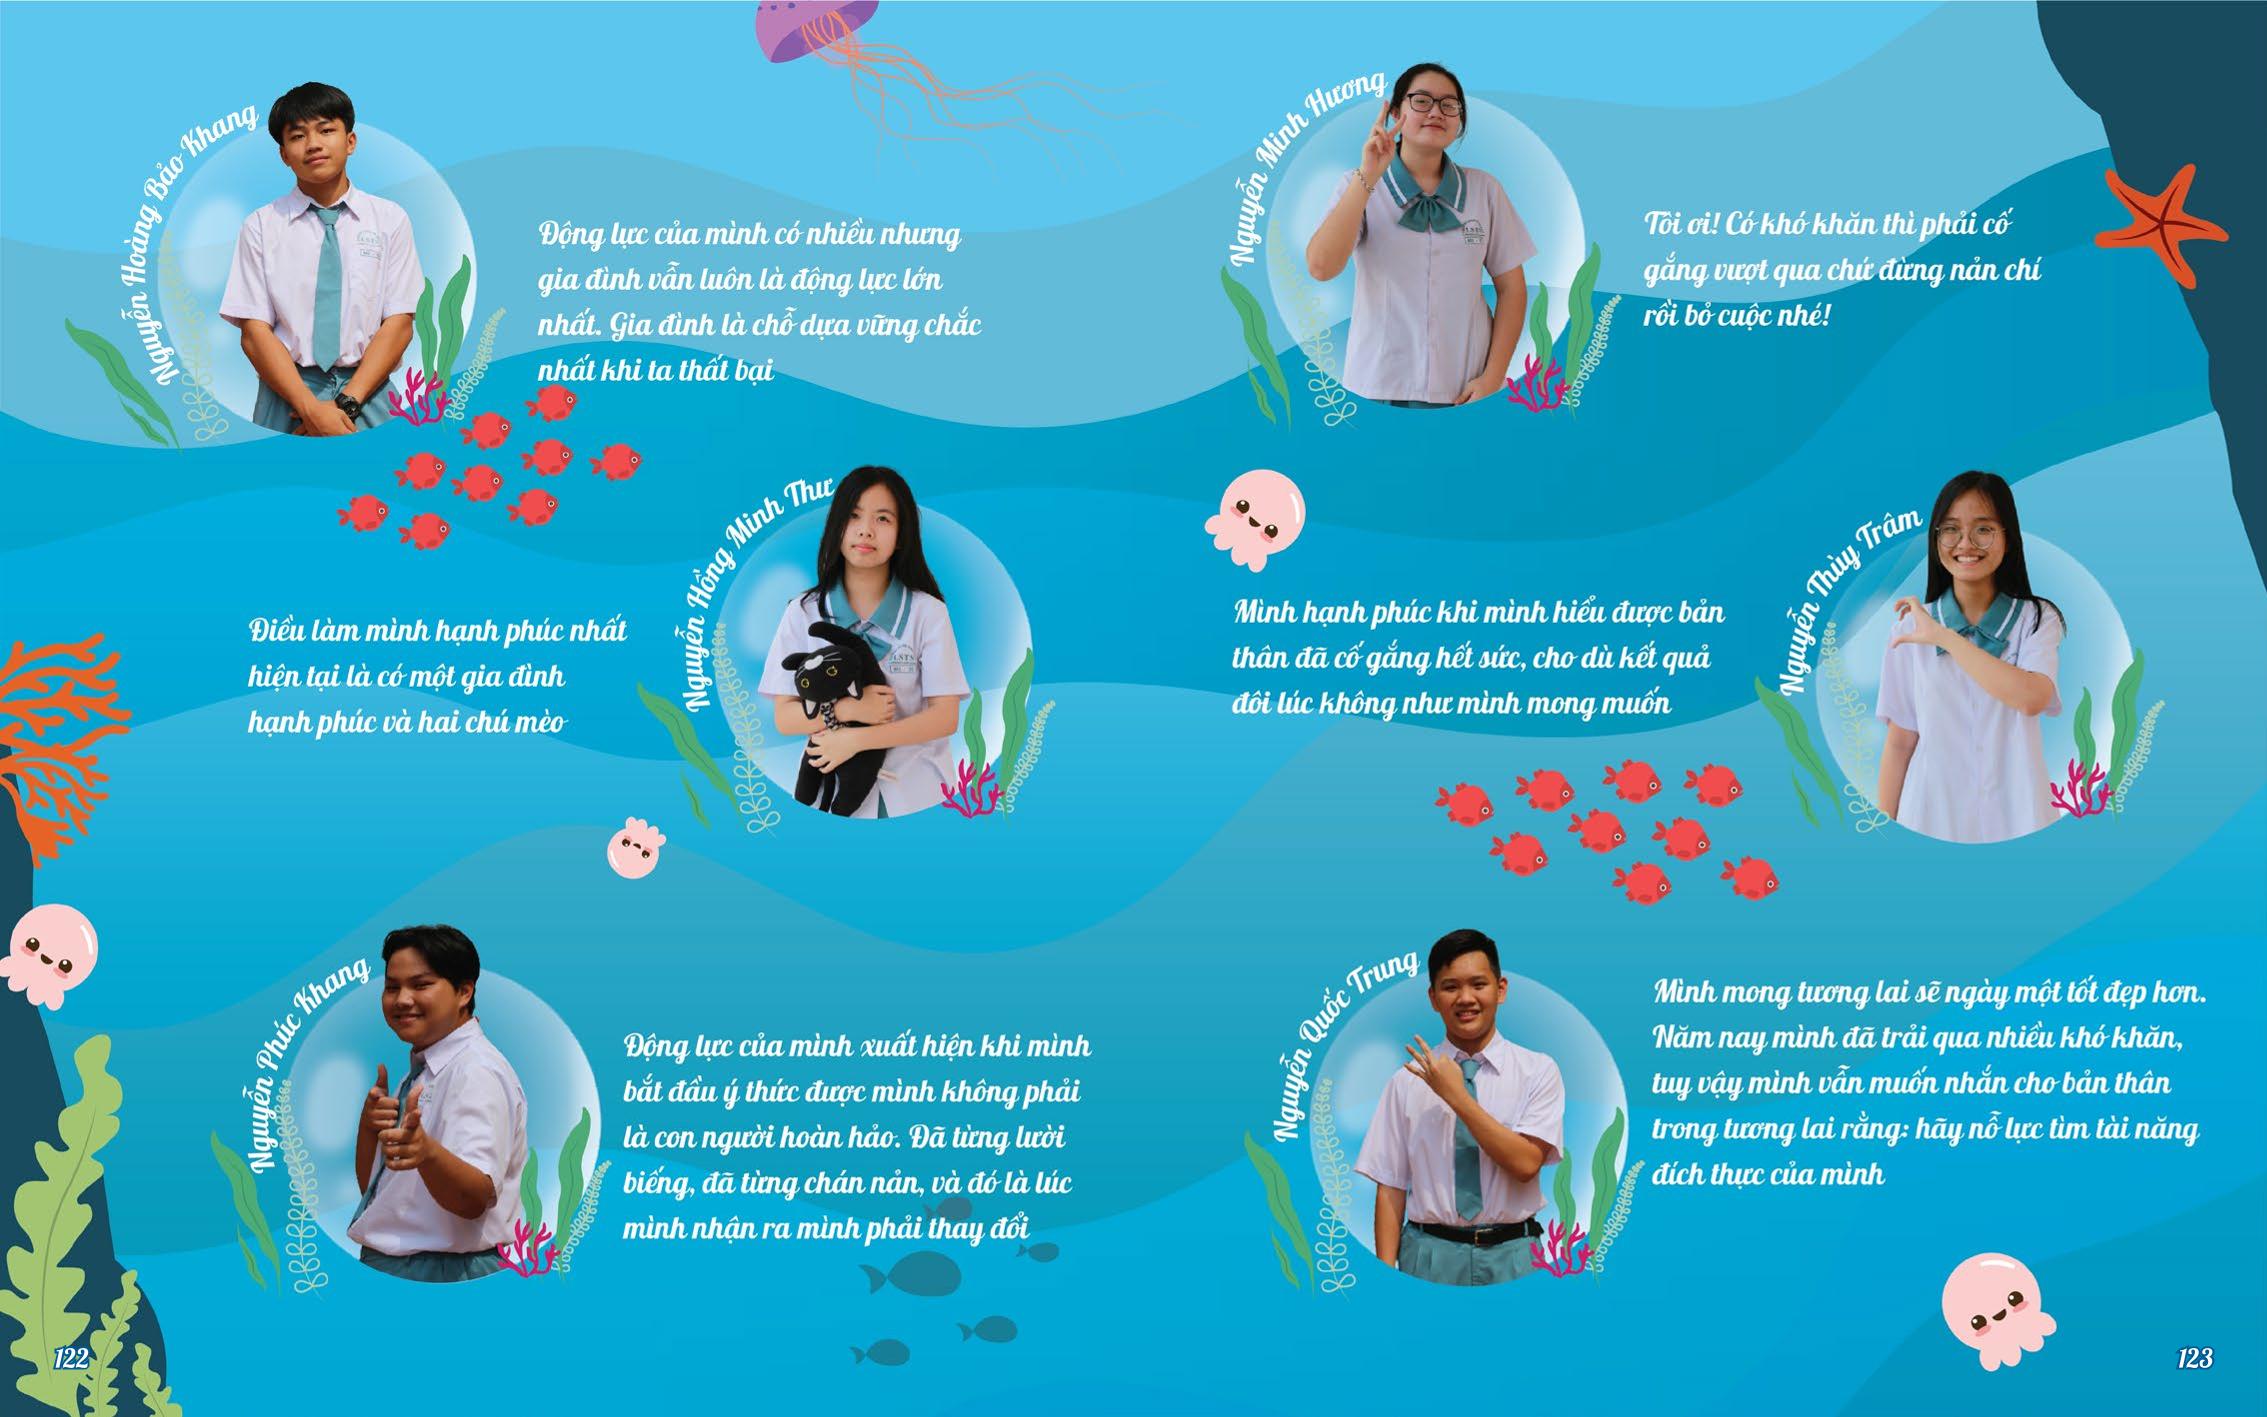 Nguyễn Hoàng Bảo Khang
Động lực của mình có nhiều nhưng
gia đình vẫn luôn là động lực lớn
nhất. Gia đình là chỗ dựa vững chắc
nhất khi ta thất bại
Nguyễn Hồng Minh Thư
Điều làm mình hạnh phúc nhất
hiện tại là có một gia đình
hạnh phúc và hai chú mèo
LSTS
Nguyễn Phúc Khang
Động lực của mình xuất hiện khi mình
bắt đầu ý thức được mình không phải
là con người hoàn hảo. Đã từng lười
biếng, đã từng chán nản, và đó là lúc
mình nhận ra mình phải thay đổi
122
Nguyễn Minh Hương
Tôi ơi! Có khó khăn thì phải cố
gắng vượt qua chứ đừng nản chí
rồi bỏ cuộc nhé!
Nguyễn Thùy Trâm
Mình hạnh phúc khi mình hiểu được bản
thân đã cố gắng hết sức, cho dù kết quả
đôi lúc không như mình mong muốn
Nguyễn Quốc Trung
Mình mong tương lai sẽ ngày một tốt đẹp hơn.
Năm nay mình đã trải qua nhiều khó khăn,
tuy vậy mình vẫn muốn nhắn cho bản thân
trong tương lai rằng: hãy nỗ lực tìm tài năng
đích thực của mình
123